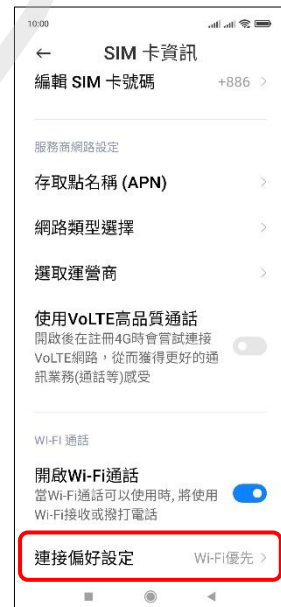 10:00
SIM 卡資訊
編輯 SIM 卡號碼 +886
服務商網路設定
存取點名稱 (APN)
網路類型選擇
選取運營商
使用VoLTE高品質通話
開啟後在註冊4G時會嘗試連接
VoLTE網路，從而獲得更好的通
訊業務(通話等)感受
WI-FI 通話
開啟Wi-Fi通話
當Wi-Fi通話可以使用時, 將使用
Wi-Fi接收或撥打電話
連接偏好設定 Wi-Fi優先